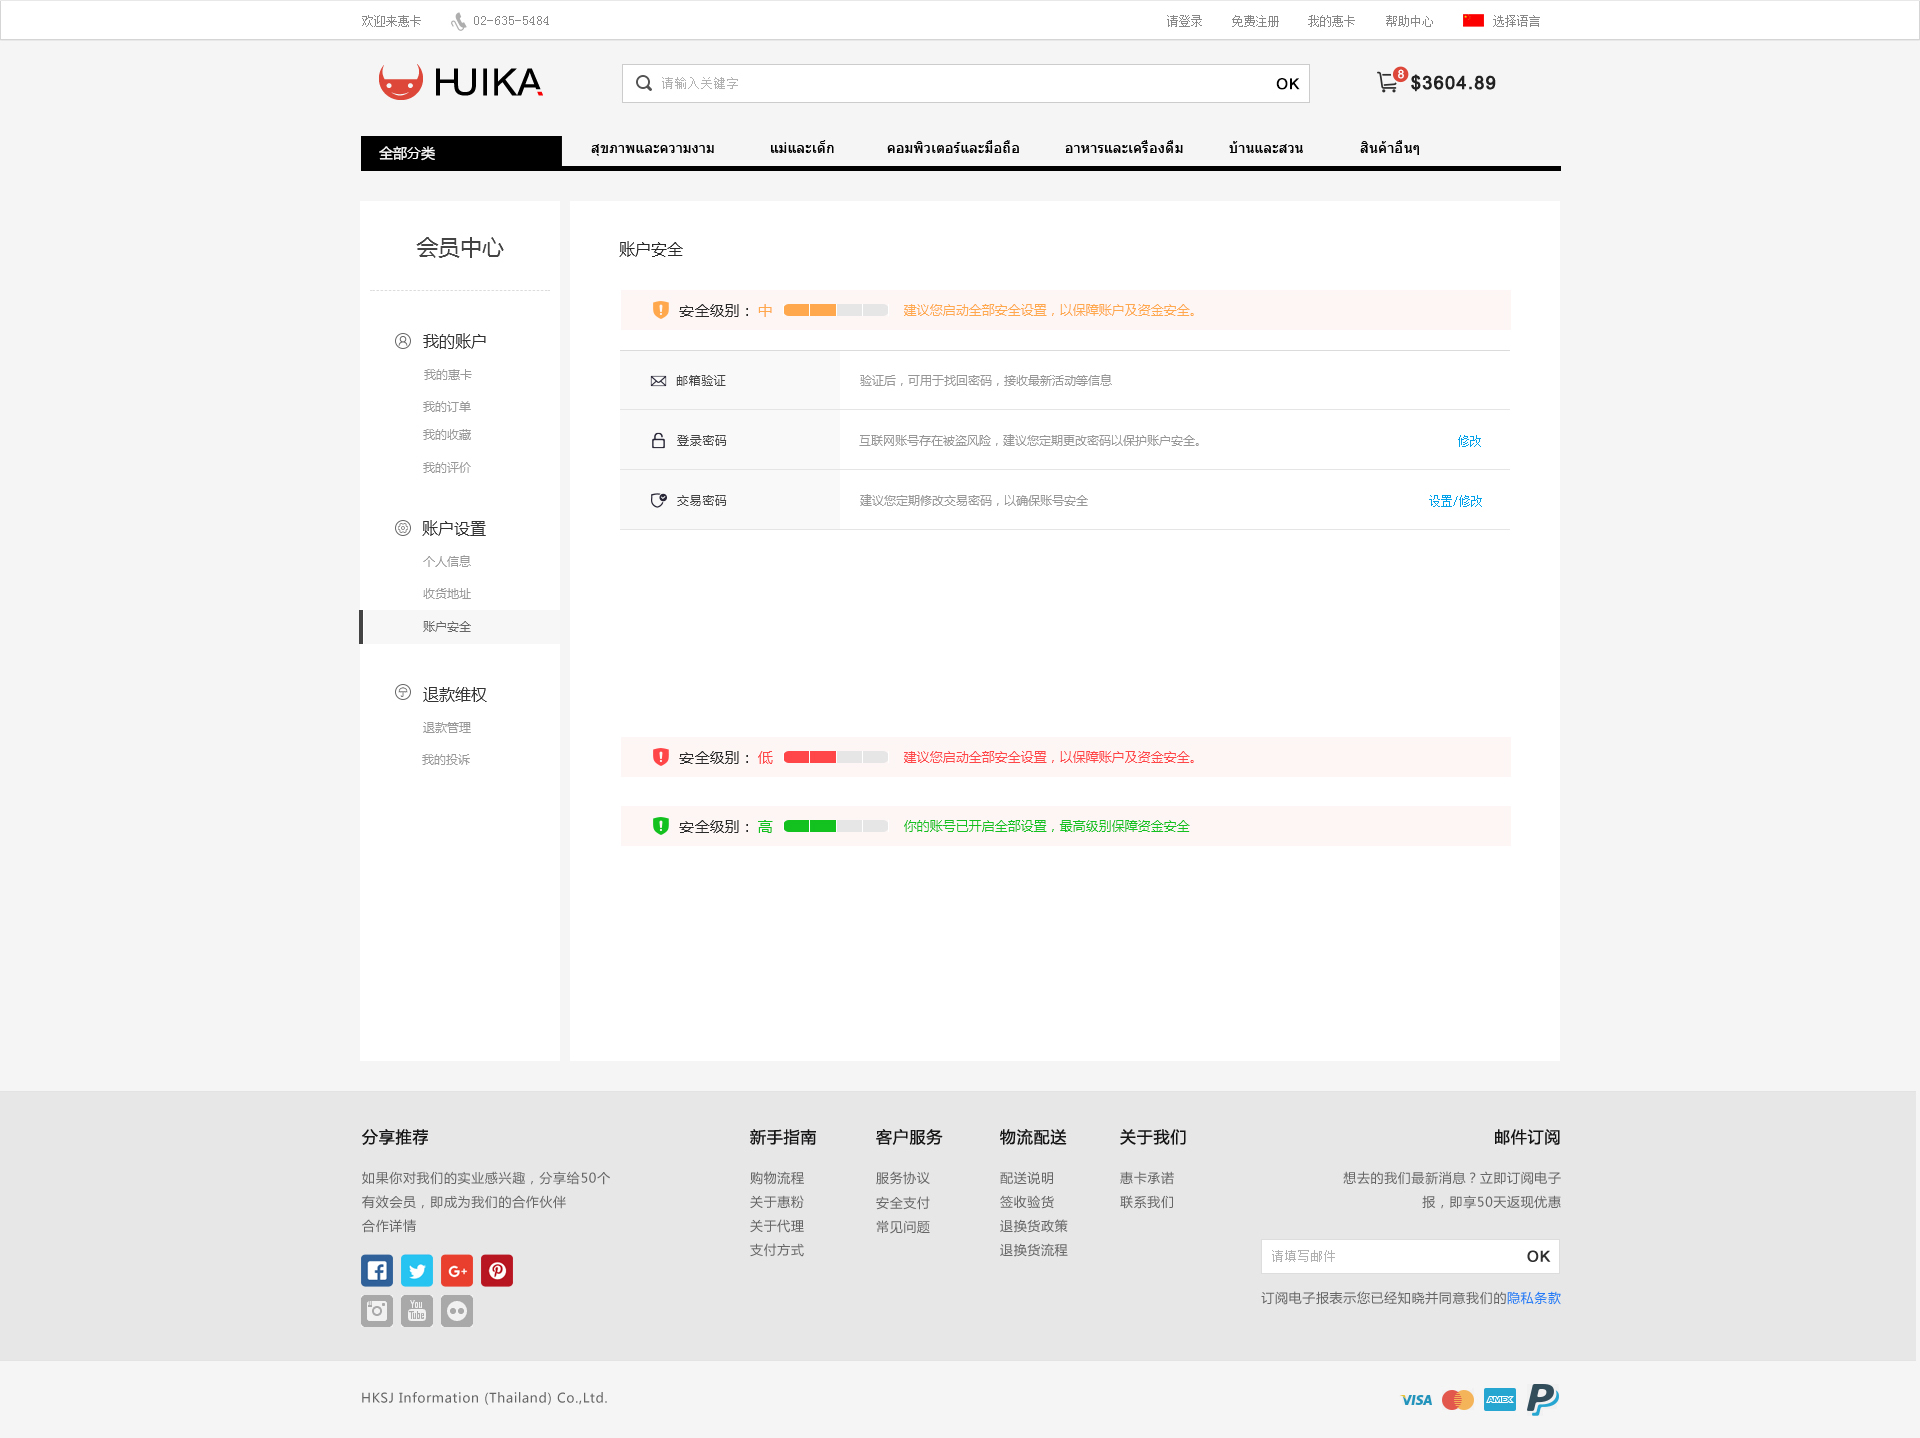 欢迎来惠卡
02-635-5484
请登录
免费注册
我的惠卡
帮助中心
选择语言
HUIKA
请输入关键字
OK
8
$3604.89
全部分类
สุขภาพและความงาม
แม่และเด็ก
คอมพิวเตอร์และมือถือ
อาหารและเครื่องดื่ม
บ้านและสวน
สินค้าอื่นๆ
会员中心
我的账户
我的惠卡
我的订单
我的收藏
我的评价
账户设置
个人信息
收货地址
账户安全
退款维权
退款管理
我的投诉
账户安全
安全级别：中 建议您启动全部安全设置，以保障账户及资金安全。
邮箱验证 验证后，可用于找回密码，接收最新活动等信息
登录密码 互联网账号存在被盗风险，建议您定期更改密码以保护账户安全。 修改
交易密码 建议您定期修改交易密码，以确保账号安全 设置/修改
安全级别：低 建议您启动全部安全设置，以保障账户及资金安全。
安全级别：高 你的账号已开启全部设置，最高级别保障资金安全
分享推荐
如果你对我们的实业感兴趣，分享给50个
有效会员，即成为我们的合作伙伴
合作详情
You
Tube
G+
新手指南
购物流程
关于惠粉
关于代理
支付方式
客户服务
服务协议
安全支付
常见问题
物流配送
配送说明
签收验货
退换货政策
退换货流程
关于我们
惠卡承诺
联系我们
邮件订阅
想去的我们最新消息？立即订阅电子
报，即享50天返现优惠
请填写邮件
OK
订阅电子报表示您已经知晓并同意我们的隐私条款
HKSJ Information (Thailand) Co.,Ltd.
VISA
AMEX